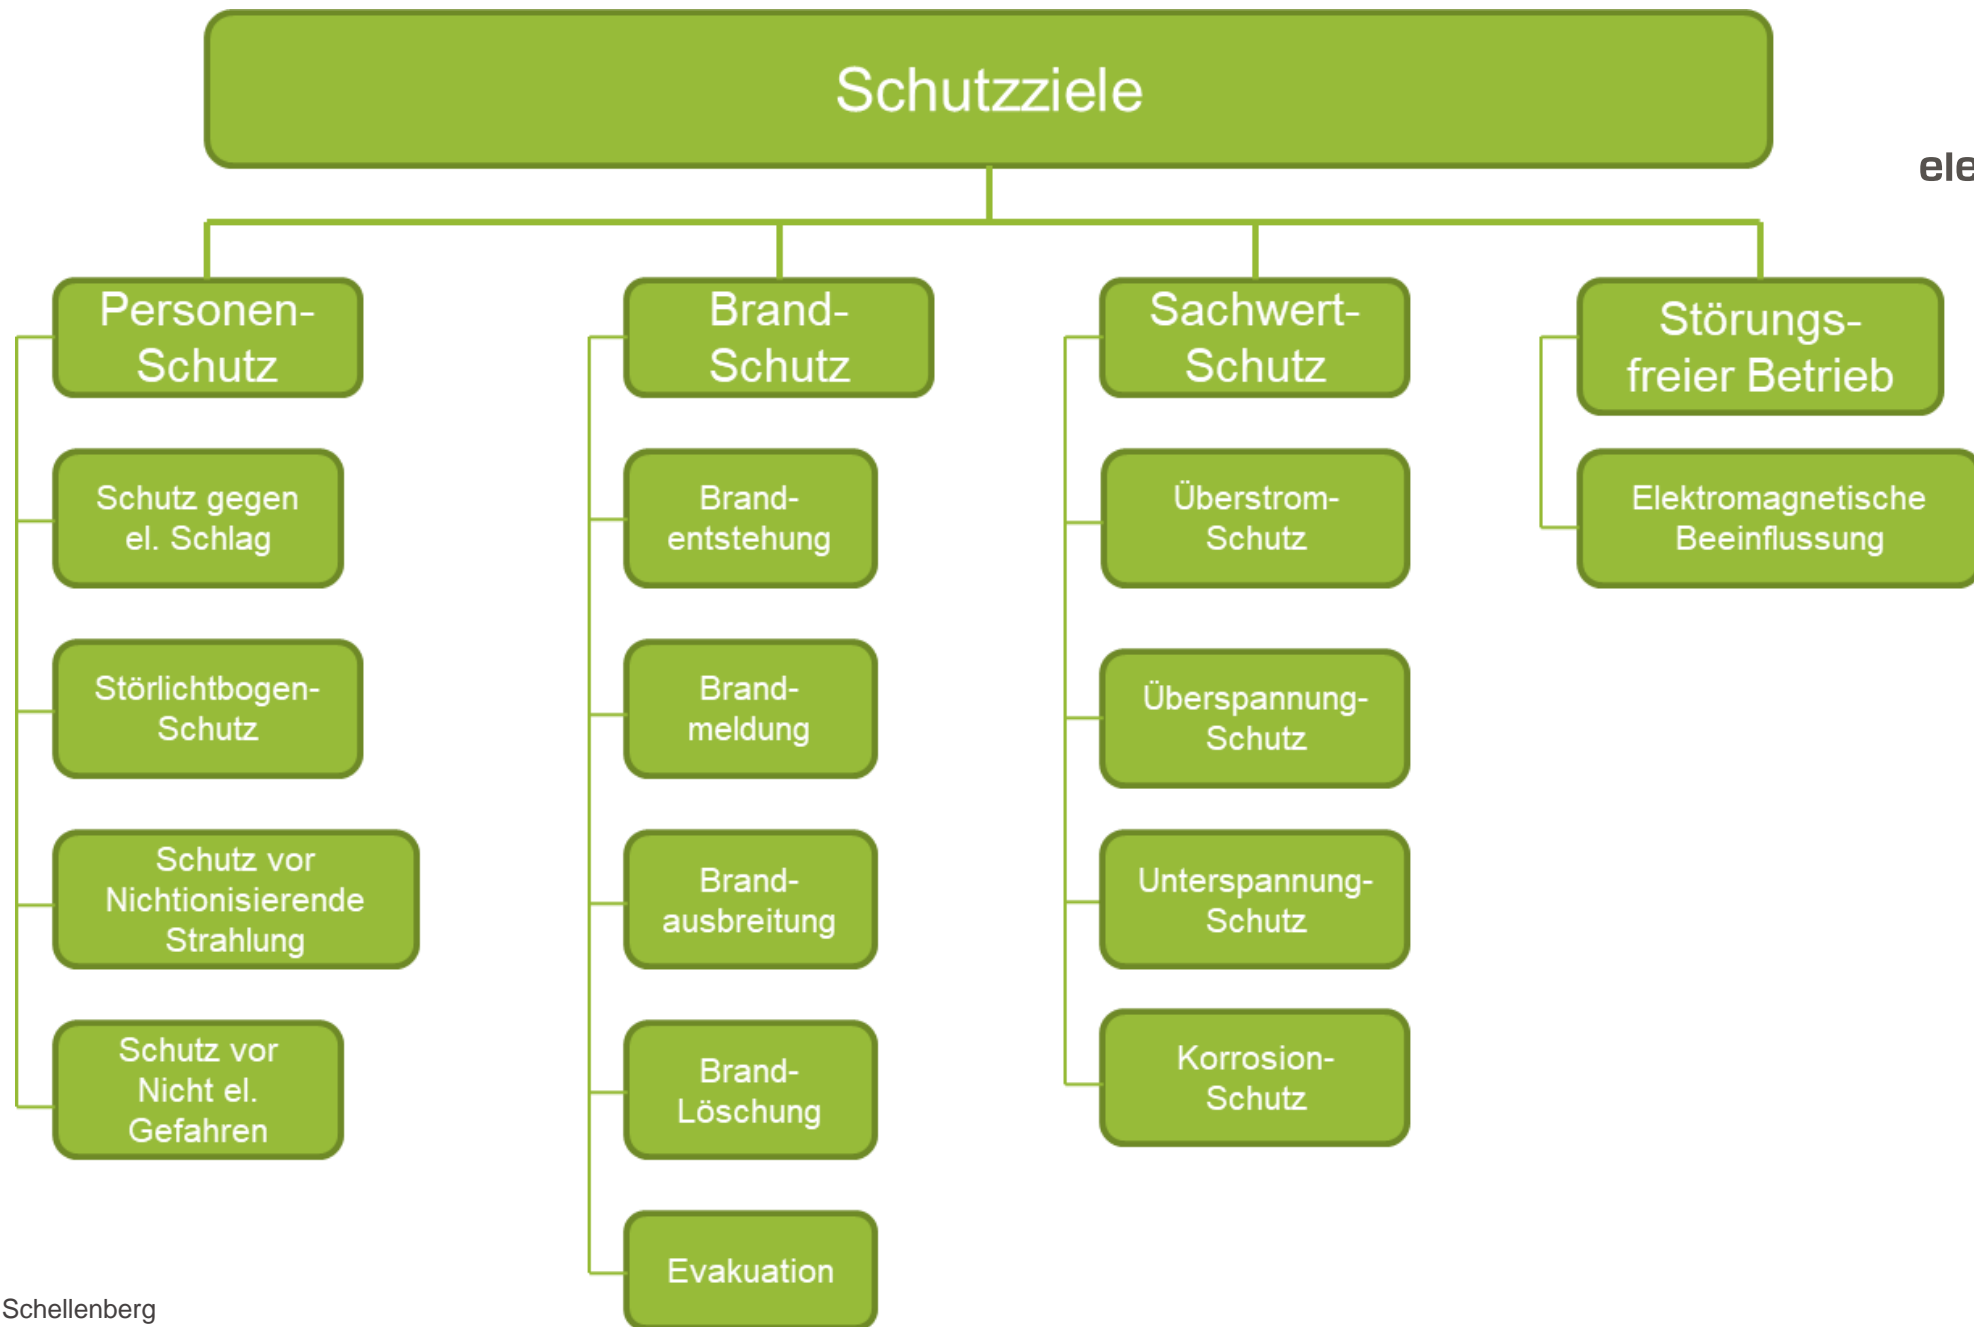 Schutzziele
ele
Personen-
Schutz
Schutz gegen
el. Schlag
Störlichtbogen-
Schutz
Schutz vor
Nichtionisierende
Strahlung
Schutz vor
Nicht el.
Gefahren
Brand-
Schutz
Brand-
entstehung
Brand-
meldung
Brand-
ausbreitung
Brand-
Löschung
Evakuation
Sachwert-
Schutz
Überstrom-
Schutz
Überspannung-
Schutz
Unterspannung-
Schutz
Korrosion-
Schutz
Störungs-
freier Betrieb
Elektromagnetische
Beeinflussung
Schellenberg